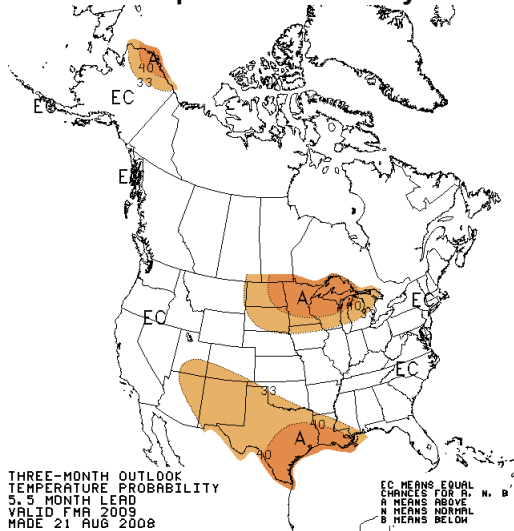 A
40
33
EC
EC
EC
A
40
33
EC
EC
EC
33
40
A
40
THREE-MONTH OUTLOOK
TEMPERATURE PROBABILITY
5.5 MONTH LEAD
VALID FMA 2009
MADE 21 AUG 2008
EC MEANS EQUAL
CHANCES FOR A, N, B
A MEANS ABOVE
N MEANS NORMAL
B MEANS BELOW